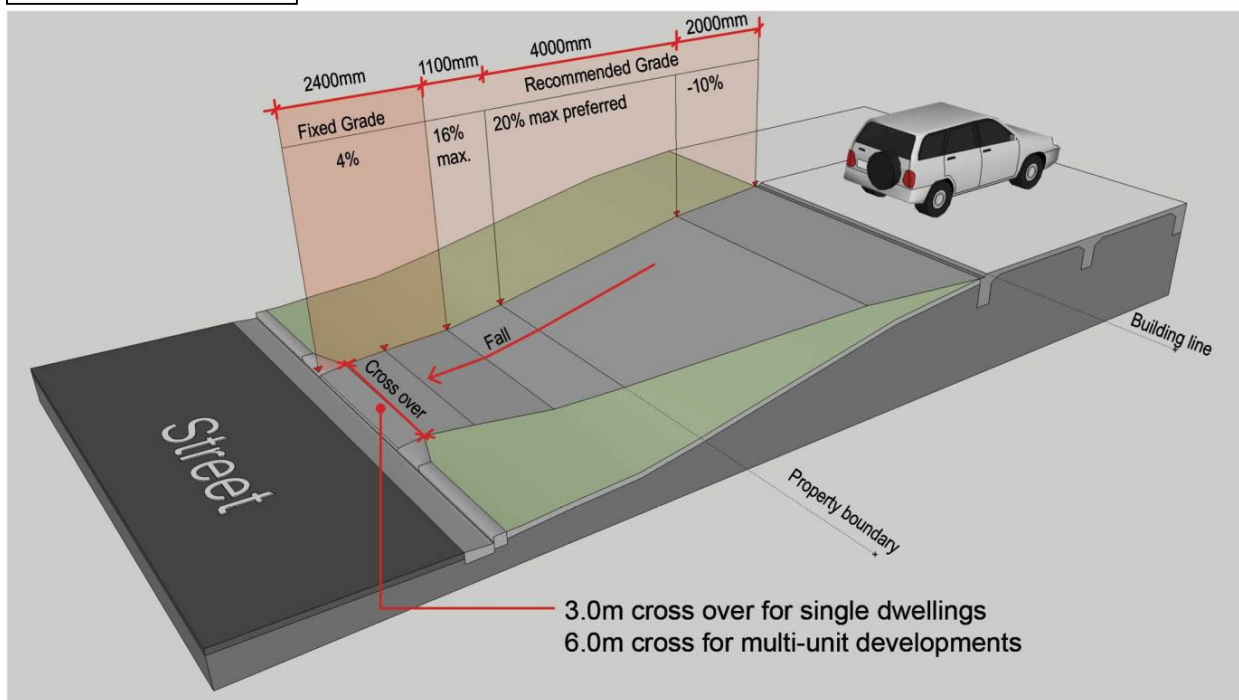 2400mm
1100mm
4000mm
2000mm
Recommended Grade
Fixed Grade
4%
16%
max.
20% max preferred
-10%
Fall
Cross over
Street
Building line
Property boundary
3.0m cross over for single dwellings
6.0m cross for multi-unit developments